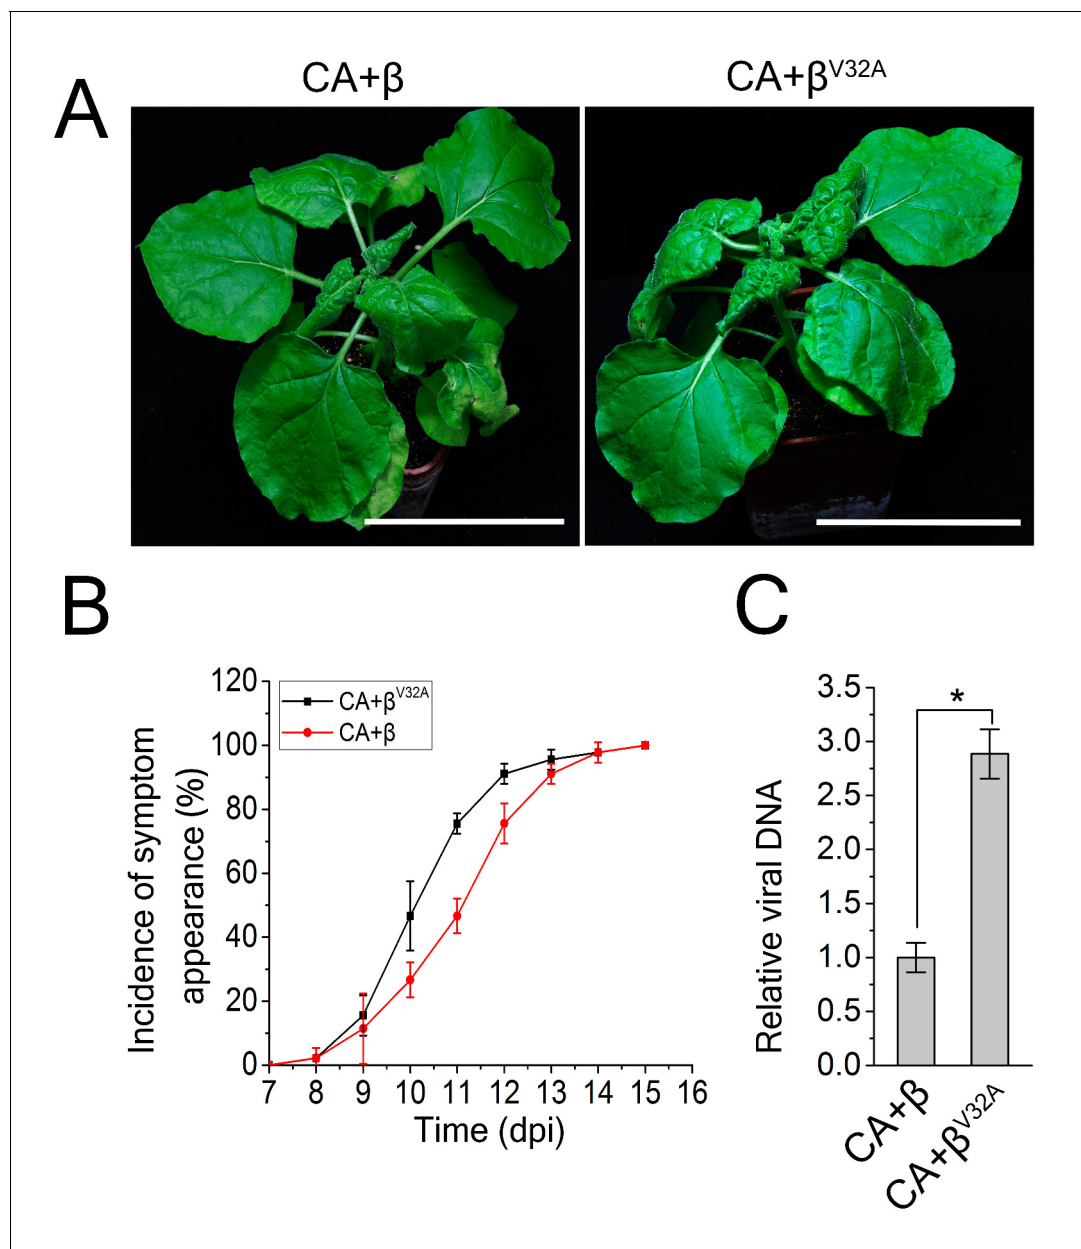 A
CA+β
CA+βV32A
B
120
100
80
60
40
20
0
7 8 9 10 11 12 13 14 15 16
Incidence of symptom
appearance (%)
Time (dpi)
CA+βV32A
CA+β
C
3.5
3.0
2.5
2.0
1.5
1.0
0.5
0.0
Relative viral DNA
*
CA+β
CA+βV32A